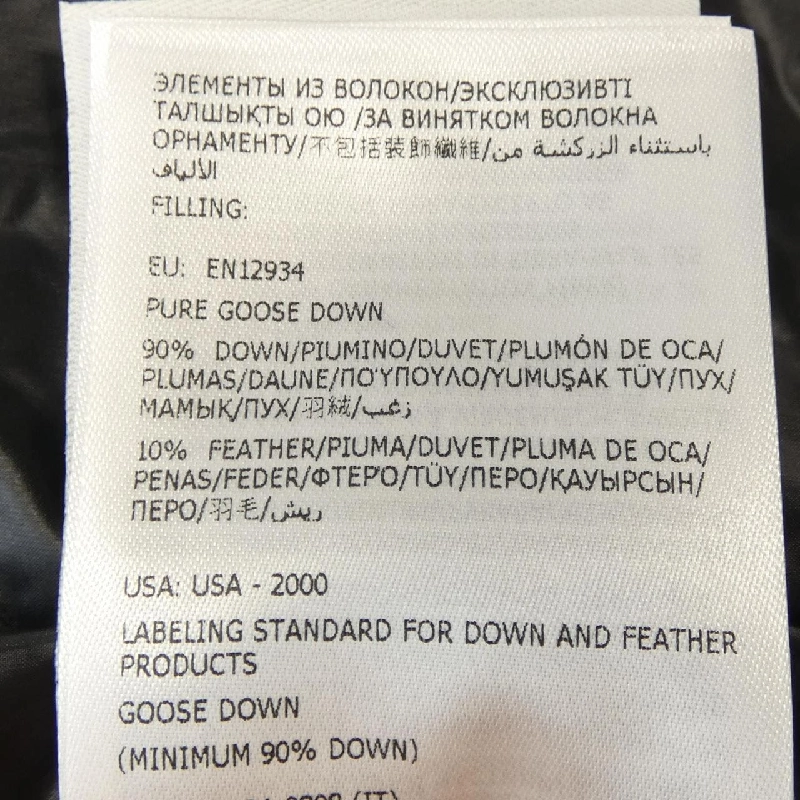 ЭЛЕМЕНТЫ ИЗ ВОЛОКОН/ЭКСКЛЮЗИВТІ
ТАЛШЫҚТЫ ОЮ /ЗА ВИНЯТКОМ ВОЛОКНА
ОРНАМЕНТУ/不包括裝飾纖維/باستثناء الزركشة من
الألياف
FILLING:
EU: EN12934
PURE GOOSE DOWN
90% DOWN/PIUMINO/DUVET/PLUMÓN DE OCA/
PLUMAS/DAUNE/ΠΟΎΠΟΥΛΟ/YUMUŞAK TÜY/ПУХ/
МАМЫҚ/ПУХ/羽絨/زغب
10% FEATHER/PIUMA/DUVET/PLUMA DE OCA/
PENAS/FEDER/ΦΤΕΡΌ/TÜY/ПЕРО/ҚАУЫРСЫН/
ПЕРО/羽毛/ريش
USA: USA - 2000
LABELING STANDARD FOR DOWN AND FEATHER
PRODUCTS
GOOSE DOWN
(MINIMUM 90% DOWN)
(IT)